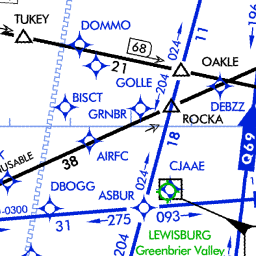 TUKEY
DOMMO
68
024
11
196
OAKLE
21
GOLLE
BISCT
GRNBR
204
DEBZZ
ROCKA
USABLE
38
AIRFC
18
Q69
CJAAE
DBOGG
ASBUR
024
-0300
31
275
093
204
LEWISBURG
Greenbrier Valley